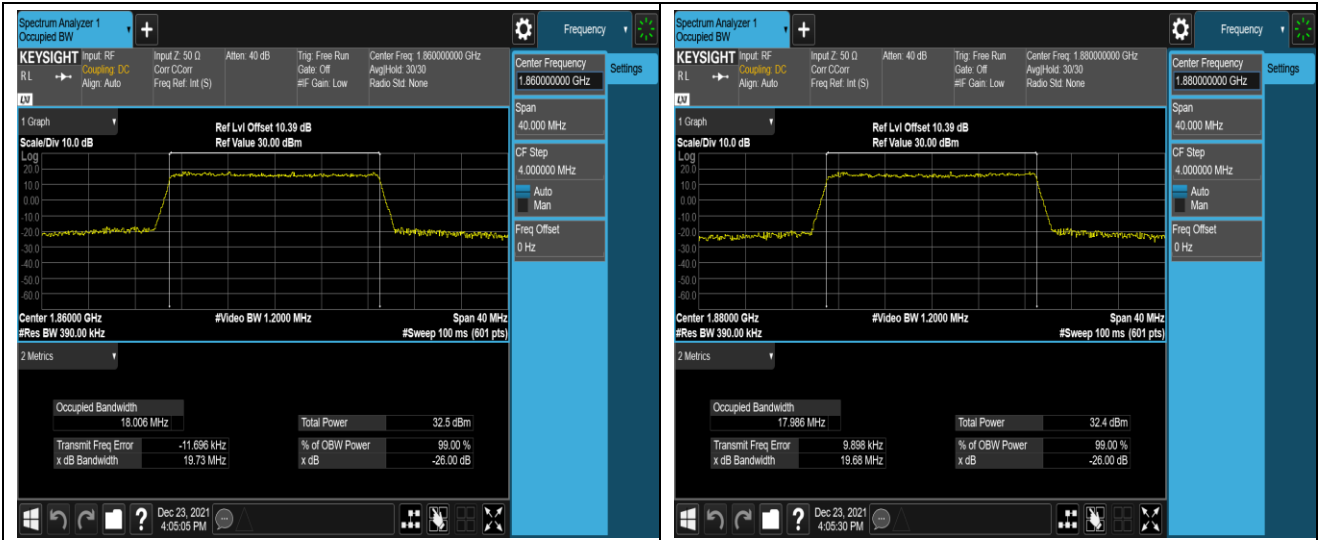 Spectrum Analyzer 1
Occupied BW
+
Frequency
KEYSIGHT
Input: RF
Coupling: DC
Align: Auto
Input Z: 50 Ω
Corr CCorr
Freq Ref: Int (S)
Atten: 40 dB
Trig: Free Run
Gate: Off
#IF Gain: Low
Center Freq: 1.860000000 GHz
Avg|Hold: 30/30
Radio Std: None
RL
LXI
Center Frequency
1.860000000 GHz
Settings
Span
40.000 MHz
CF Step
4.000000 MHz
Auto
Man
Freq Offset
0 Hz
1 Graph
Scale/Div 10.0 dB
Ref Lvl Offset 10.39 dB
Ref Value 30.00 dBm
Log
20.0
10.0
0.00
-10.0
-20.0
-30.0
-40.0
-50.0
-60.0
Center 1.86000 GHz
#Video BW 1.2000 MHz
Span 40 MHz
#Res BW 390.00 kHz
#Sweep 100 ms (601 pts)
2 Metrics
Occupied Bandwidth
18.006 MHz
Total Power 32.5 dBm
Transmit Freq Error -11.696 kHz
% of OBW Power 99.00 %
x dB Bandwidth 19.73 MHz
x dB -26.00 dB
?
Dec 23, 2021
4:05:05 PM
Spectrum Analyzer 1
Occupied BW
+
Frequency
KEYSIGHT
Input: RF
Coupling: DC
Align: Auto
Input Z: 50 Ω
Corr CCorr
Freq Ref: Int (S)
Atten: 40 dB
Trig: Free Run
Gate: Off
#IF Gain: Low
Center Freq: 1.880000000 GHz
Avg|Hold: 30/30
Radio Std: None
RL
LXI
Center Frequency
1.880000000 GHz
Settings
Span
40.000 MHz
CF Step
4.000000 MHz
Auto
Man
Freq Offset
0 Hz
1 Graph
Scale/Div 10.0 dB
Ref Lvl Offset 10.39 dB
Ref Value 30.00 dBm
Log
20.0
10.0
0.00
-10.0
-20.0
-30.0
-40.0
-50.0
-60.0
Center 1.88000 GHz
#Video BW 1.2000 MHz
Span 40 MHz
#Res BW 390.00 kHz
#Sweep 100 ms (601 pts)
2 Metrics
Occupied Bandwidth
17.986 MHz
Total Power 32.4 dBm
Transmit Freq Error 9.898 kHz
% of OBW Power 99.00 %
x dB Bandwidth 19.68 MHz
x dB -26.00 dB
?
Dec 23, 2021
4:05:30 PM